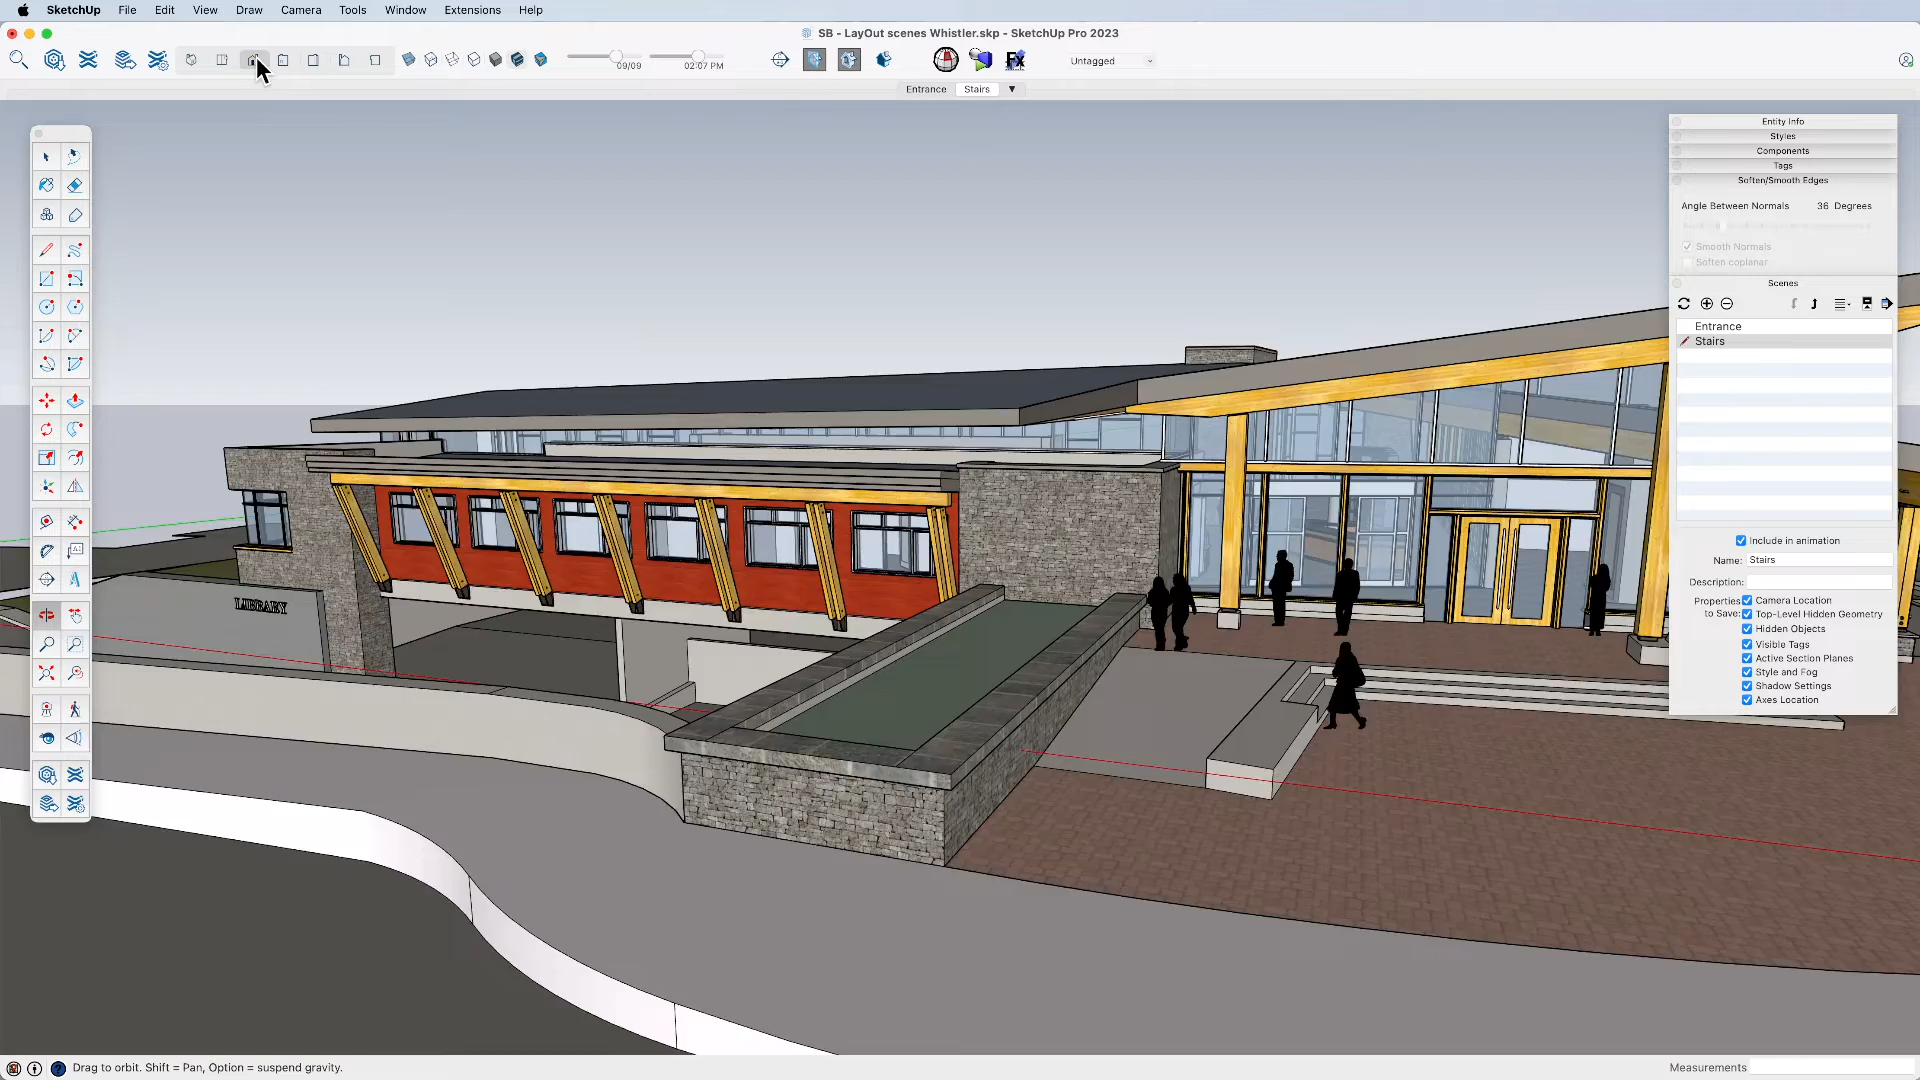 SketchUp File Edit View Draw Camera Tools Window Extensions Help
SB - LayOut scenes Whistler.skp - SketchUp Pro 2023
09/09 02:07 PM
Untagged
Entrance Stairs
Entity Info
Styles
Components
Tags
Soften/Smooth Edges
Angle Between Normals 36 Degrees
Smooth Normals
Soften coplanar
Scenes
Entrance
Stairs
Include in animation
Name: Stairs
Description:
Properties to Save:
Camera Location
Top-Level Hidden Geometry
Hidden Objects
Visible Tags
Active Section Planes
Style and Fog
Shadow Settings
Axes Location
LIBRARY
Drag to orbit. Shift = Pan, Option = suspend gravity.
Measurements